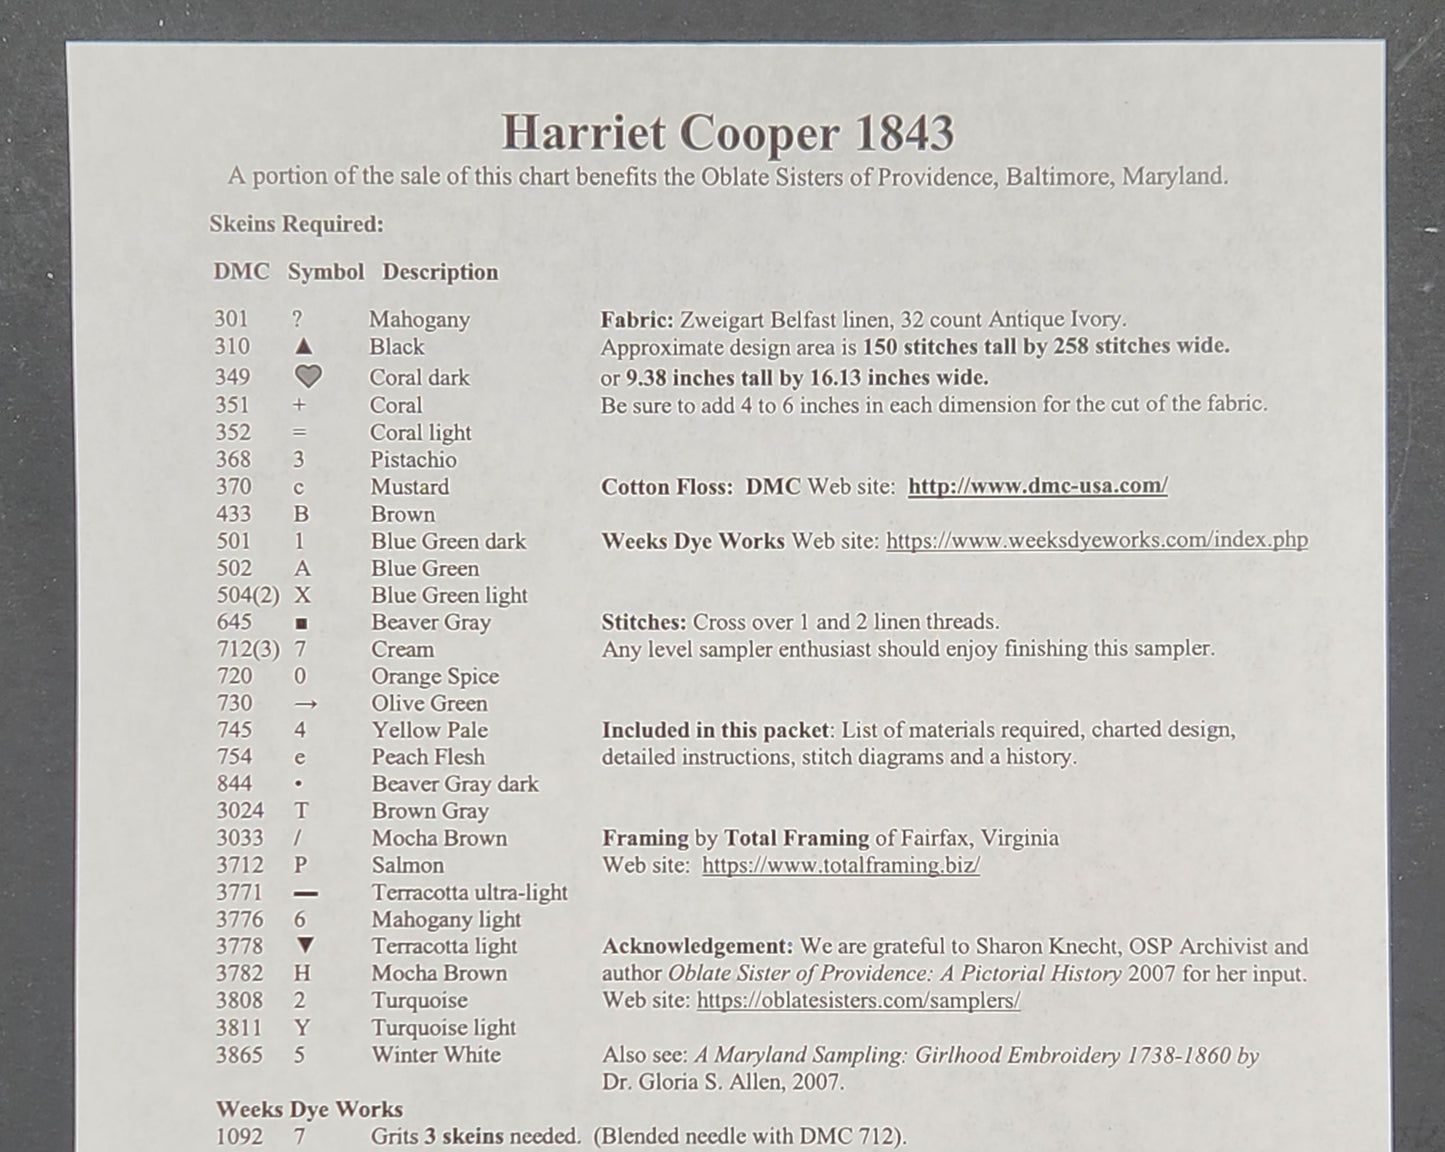 Harriet Cooper 1843
A portion of the sale of this chart benefits the Oblate Sisters of Providence, Baltimore, Maryland.
Skeins Required:
DMC Symbol Description
301 ? Mahogany Fabric: Zweigart Belfast linen, 32 count Antique Ivory.
310 ▲ Black Approximate design area is 150 stitches tall by 258 stitches wide.
349 ♥ Coral dark or 9.38 inches tall by 16.13 inches wide.
351 + Coral Be sure to add 4 to 6 inches in each dimension for the cut of the fabric.
352 = Coral light
368 3 Pistachio
370 c Mustard Cotton Floss: DMC Web site: http://www.dmc-usa.com/
433 B Brown
501 1 Blue Green dark Weeks Dye Works Web site: https://www.weeksdyeworks.com/index.php
502 A Blue Green
504(2) X Blue Green light
645 ■ Beaver Gray Stitches: Cross over 1 and 2 linen threads.
712(3) 7 Cream Any level sampler enthusiast should enjoy finishing this sampler.
720 0 Orange Spice
730 → Olive Green
745 4 Yellow Pale Included in this packet: List of materials required, charted design,
754 e Peach Flesh detailed instructions, stitch diagrams and a history.
844 • Beaver Gray dark
3024 T Brown Gray
3033 / Mocha Brown Framing by Total Framing of Fairfax, Virginia
3712 P Salmon Web site: https://www.totalframing.biz/
3771 — Terracotta ultra-light
3776 6 Mahogany light
3778 ▼ Terracotta light Acknowledgement: We are grateful to Sharon Knecht, OSP Archivist and
3782 H Mocha Brown author Oblate Sister of Providence: A Pictorial History 2007 for her input.
3808 2 Turquoise Web site: https://oblatesisters.com/samplers/
3811 Y Turquoise light
3865 5 Winter White Also see: A Maryland Sampling: Girlhood Embroidery 1738-1860 by
Dr. Gloria S. Allen, 2007.
Weeks Dye Works
1092 7 Grits 3 skeins needed. (Blended needle with DMC 712).